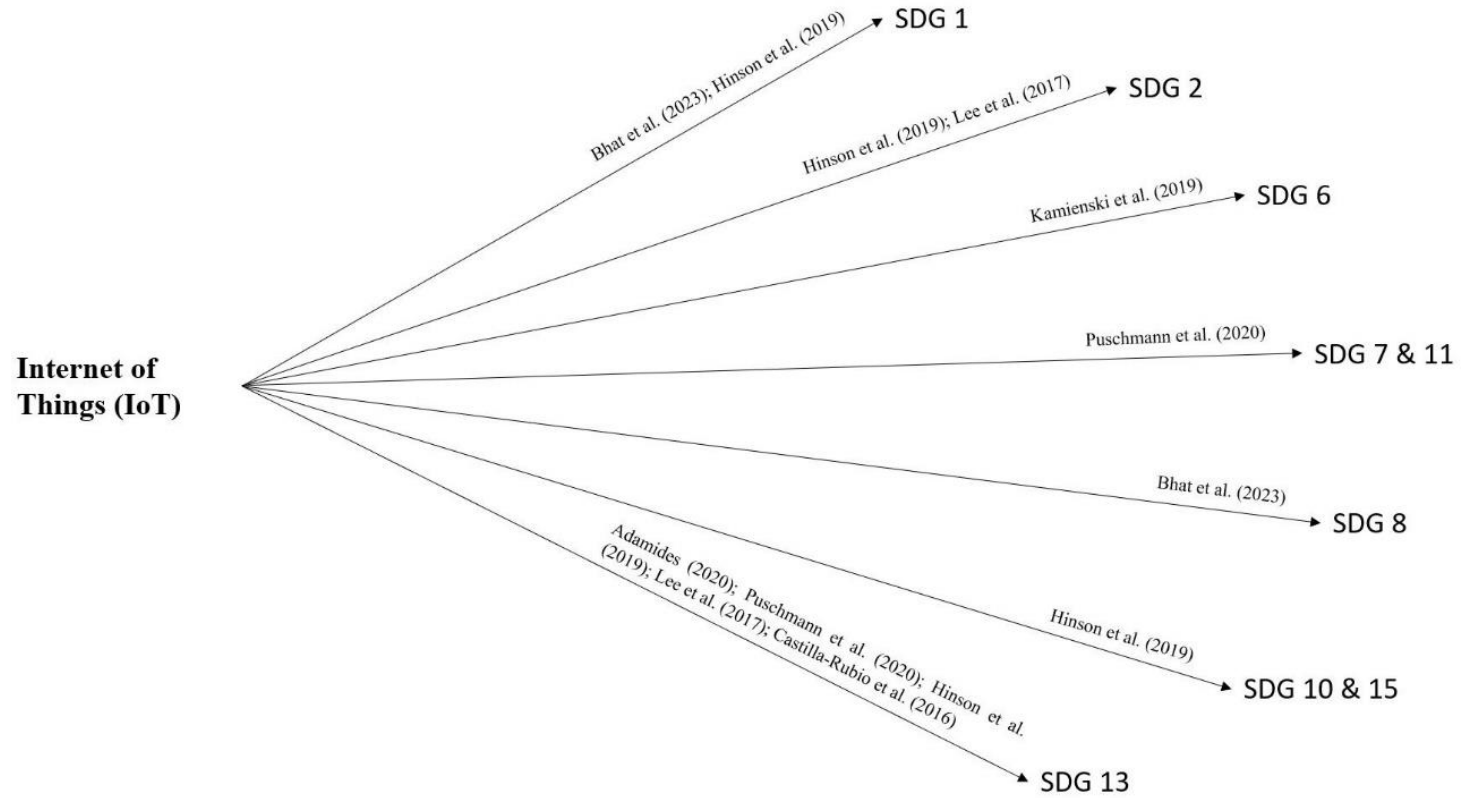 Bhat et al. (2023); Hinson et al. (2019)
SDG 1
Hinson et al. (2019); Lee et al. (2017)
SDG 2
Kamienski et al. (2019)
SDG 6
Internet of
Things (IoT)
Puschmann et al. (2020)
SDG 7 & 11
Bhat et al. (2023)
SDG 8
Hinson et al. (2019)
SDG 10 & 15
Adamides (2020); Puschmann et al. (2020); Hinson et al.
(2019); Lee et al. (2017); Castilla-Rubio et al. (2016)
SDG 13